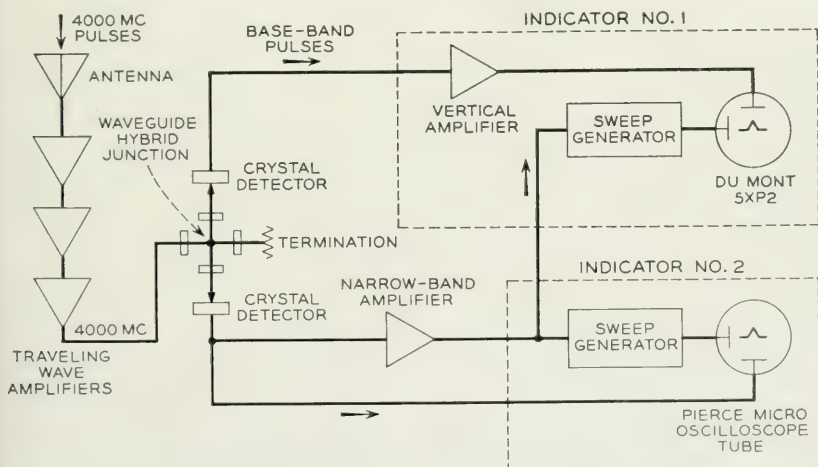 4000 MC
PULSES
ANTENNA
WAVEGUIDE
HYBRID
JUNCTION
CRYSTAL
DETECTOR
TERMINATION
CRYSTAL
DETECTOR
4000 MC
TRAVELING
WAVE
AMPLIFIERS
BASE-BAND
PULSES
NARROW-BAND
AMPLIFIER
INDICATOR NO. 1
VERTICAL
AMPLIFIER
SWEEP
GENERATOR
DU MONT
5XP2
INDICATOR NO. 2
SWEEP
GENERATOR
PIERCE MICRO
OSCILLOSCOPE
TUBE